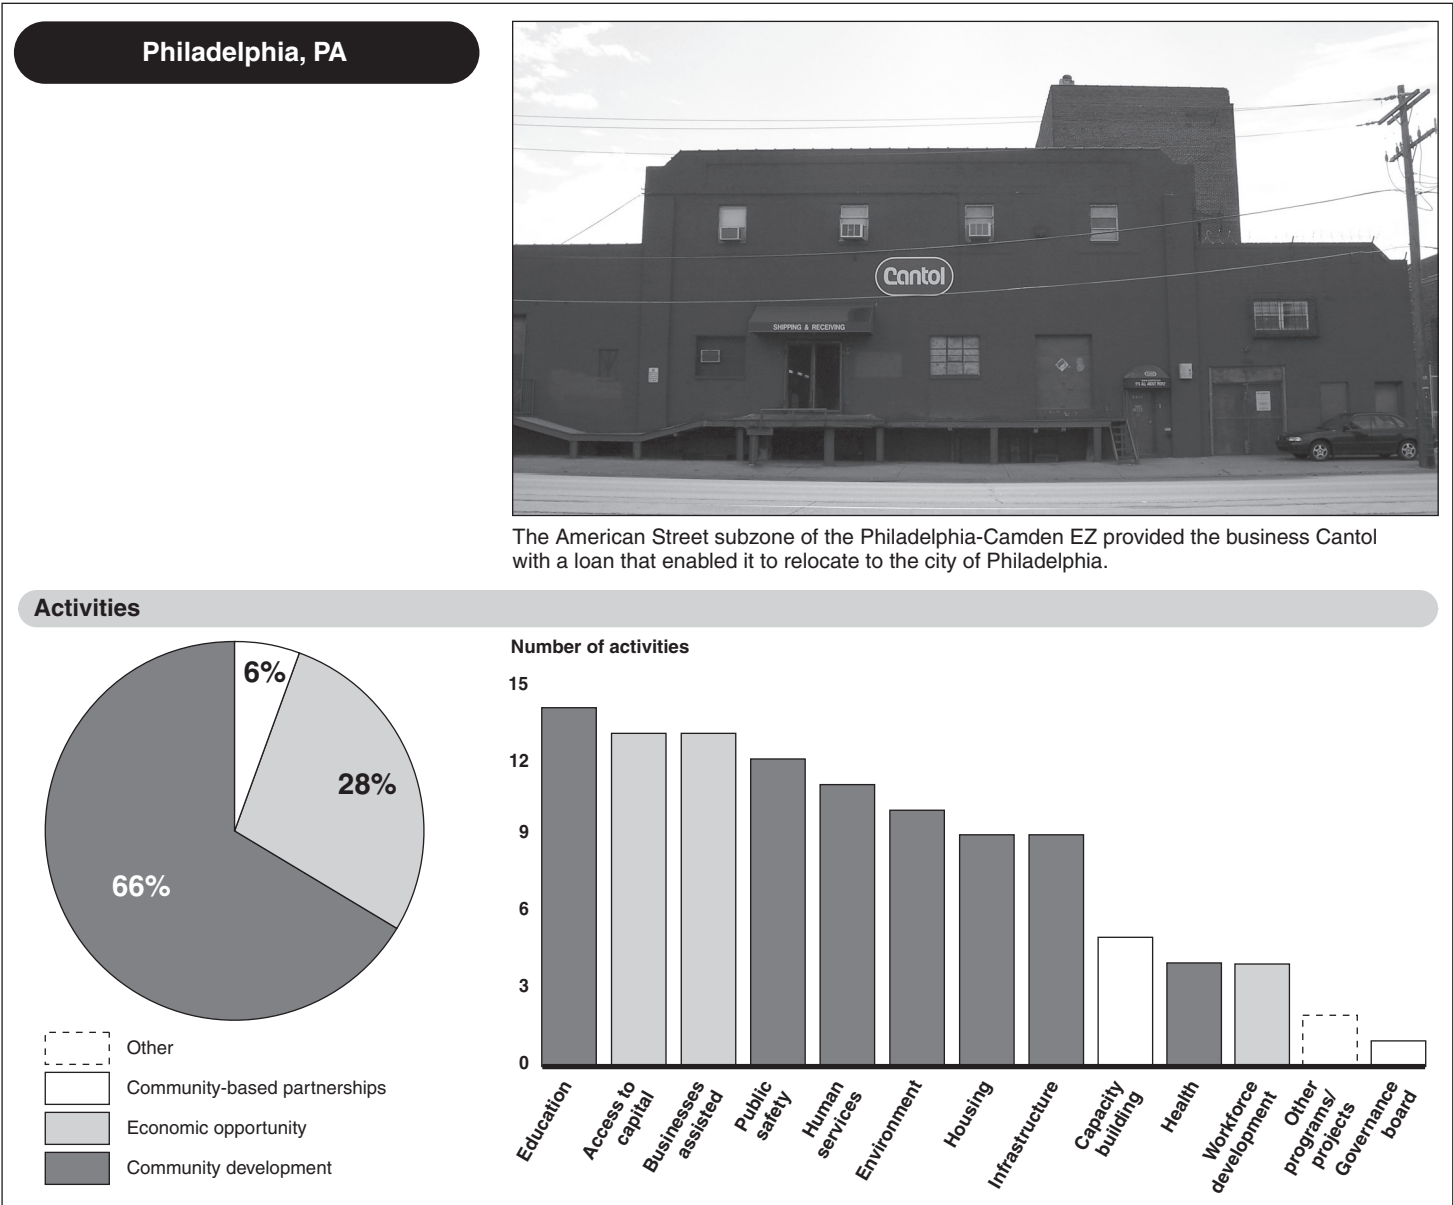 Philadelphia, PA
Cantol
SHIPPING & RECEIVING
The American Street subzone of the Philadelphia-Camden EZ provided the business Cantol
with a loan that enabled it to relocate to the city of Philadelphia.
Activities
6%
28%
66%
Other
Community-based partnerships
Economic opportunity
Community development
Number of activities
15
12
9
6
3
0
Education
Access to
capital
Businesses
assisted
Public
safety
Human
services
Environment
Housing
Infrastructure
Capacity
building
Health
Workforce
development
Other
programs/
projects
Governance
board